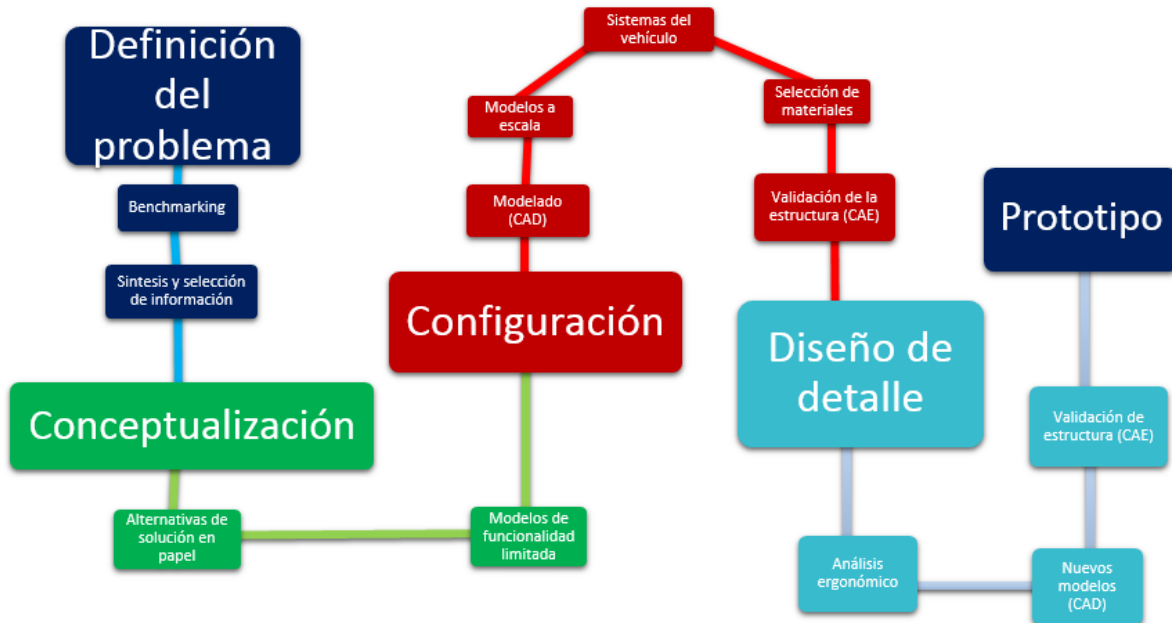 Definición
del
problema
Benchmarking
Sintesis y selección
de información
Conceptualización
Alternativas de
solución en
papel
Modelos de
funcionalidad
limitada
Configuración
Modelado
(CAD)
Modelos a
escala
Sistemas del
vehículo
Selección de
materiales
Validación de la
estructura (CAE)
Diseño de
detalle
Análisis
ergonómico
Nuevos
modelos
(CAD)
Validación de
estructura (CAE)
Prototipo